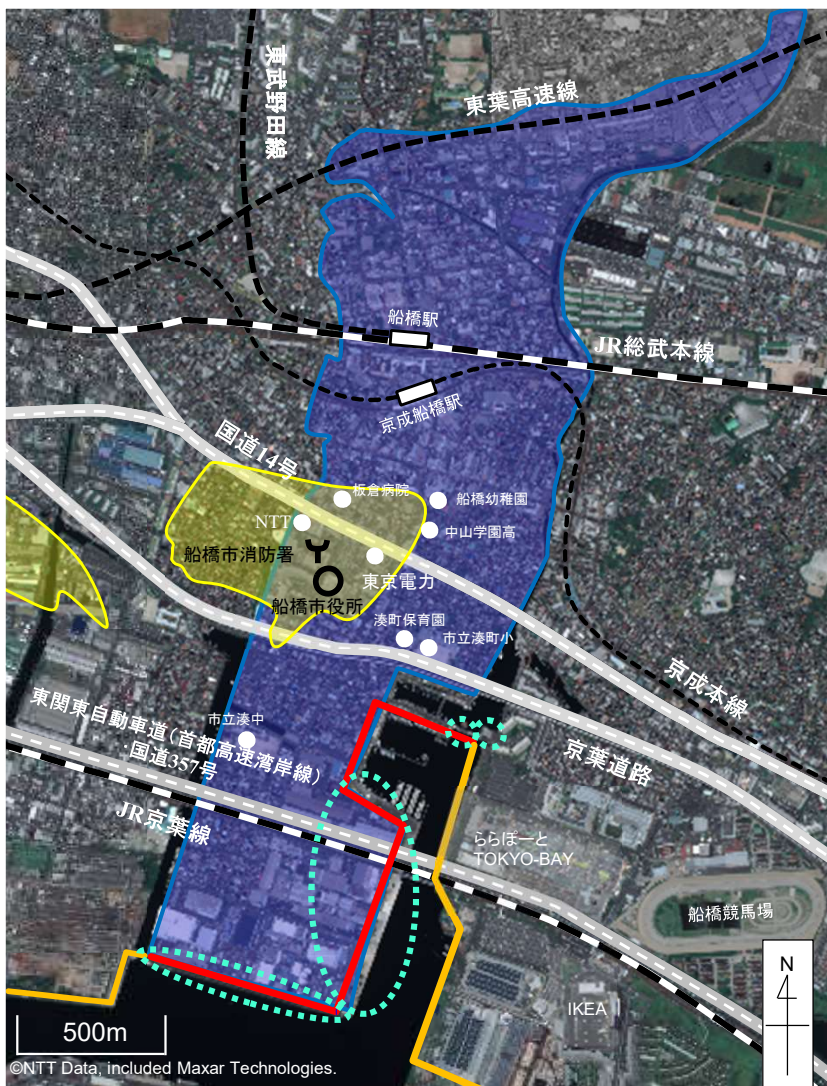 東武野田線
東葉高速線
船橋駅
JR総武本線
京成船橋駅
国道14号
板倉病院
船橋幼稚園
NTT
中山学園高
船橋市消防署
東京電力
船橋市役所
湊町保育園
市立湊町小
京成本線
市立湊中
東関東自動車道(首都高速湾岸線)
・国道357号
京葉道路
JR京葉線
ららぽーと
TOKYO-BAY
船橋競馬場
N
IKEA
500m
©NTT Data, included Maxar Technologies.